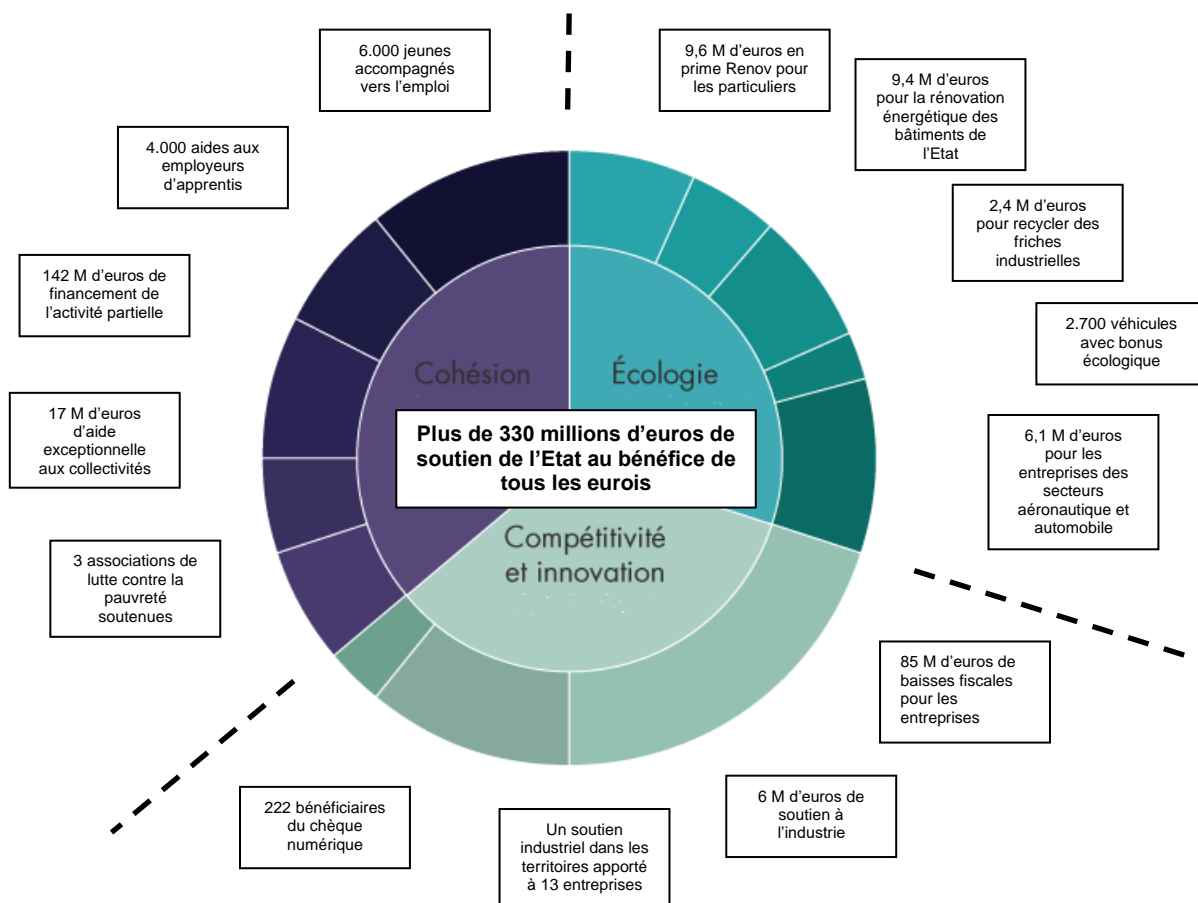 6.000 jeunes
accompagnés
vers l'emploi
9,6 M d'euros en
prime Renov pour
les particuliers
9,4 M d'euros
pour la rénovation
énergétique des
bâtiments de
l'Etat
4.000 aides aux
employeurs
d'apprentis
2,4 M d'euros
pour recycler des
friches
industrielles
142 M d'euros de
financement de
l'activité partielle
2.700 véhicules
avec bonus
écologique
Cohésion
Écologie
17 M d'euros
d'aide
exceptionnelle
aux collectivités
Plus de 330 millions d'euros de
soutien de l'Etat au bénéfice de
tous les eurois
6,1 M d'euros
pour les
entreprises des
secteurs
aéronautique et
automobile
Compétitivité
et innovation
3 associations de
lutte contre la
pauvreté
soutenues
85 M d'euros de
baisses fiscales
pour les
entreprises
222 bénéficiaires
du chèque
numérique
Un soutien
industriel dans les
territoires apporté
à 13 entreprises
6 M d'euros de
soutien à
l'industrie